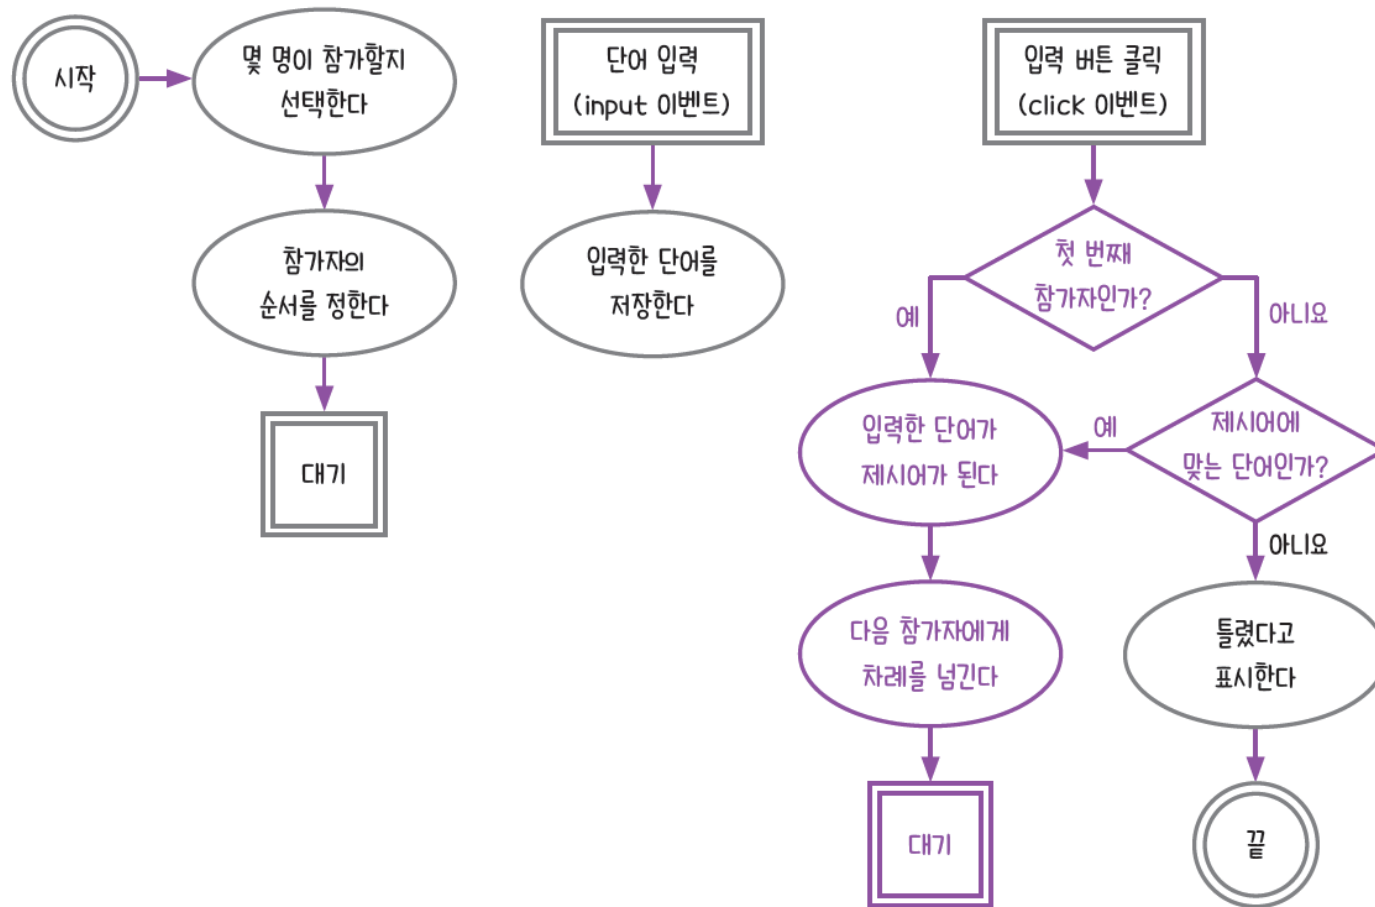 시작
몇 명이 참가할지
선택한다
참가자의
순서를 정한다
대기
단어 입력
(input 이벤트)
입력한 단어를
저장한다
입력 버튼 클릭
(click 이벤트)
첫 번째
참가자인가?
예
아니요
입력한 단어가
제시어가 된다
예
제시어에
맞는 단어인가?
아니요
다음 참가자에게
차례를 넘긴다
틀렸다고
표시한다
대기
끝